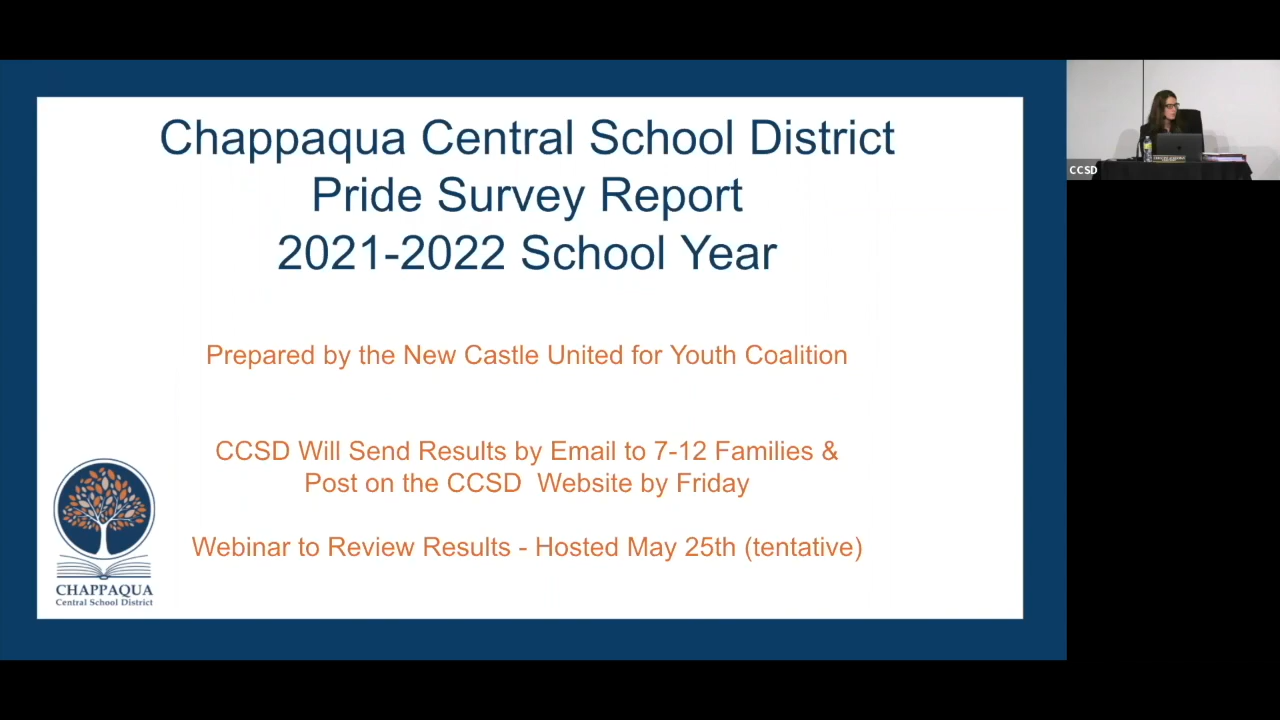 Chappaqua Central School District
Pride Survey Report
2021-2022 School Year
Prepared by the New Castle United for Youth Coalition
CCSD Will Send Results by Email to 7-12 Families &
Post on the CCSD Website by Friday
Webinar to Review Results - Hosted May 25th (tentative)
CHAPPAQUA
Central School District
CCSD